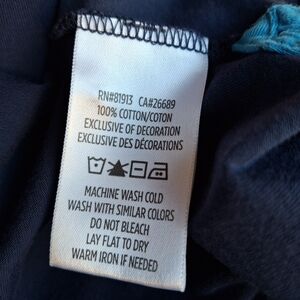 RN#81913 CA#26689
100% COTTON/COTON
EXCLUSIVE OF DECORATION
EXCLUSIVE DES DÉCORATIONS
MACHINE WASH COLD
WASH WITH SIMILAR COLORS
DO NOT BLEACH
LAY FLAT TO DRY
WARM IRON IF NEEDED